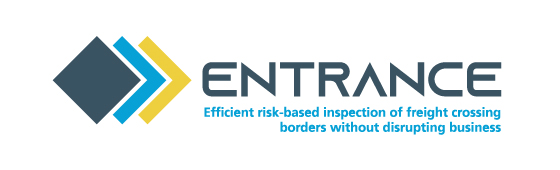 ENTRANCE
Efficient risk-based inspection of freight crossing
borders without disrupting business